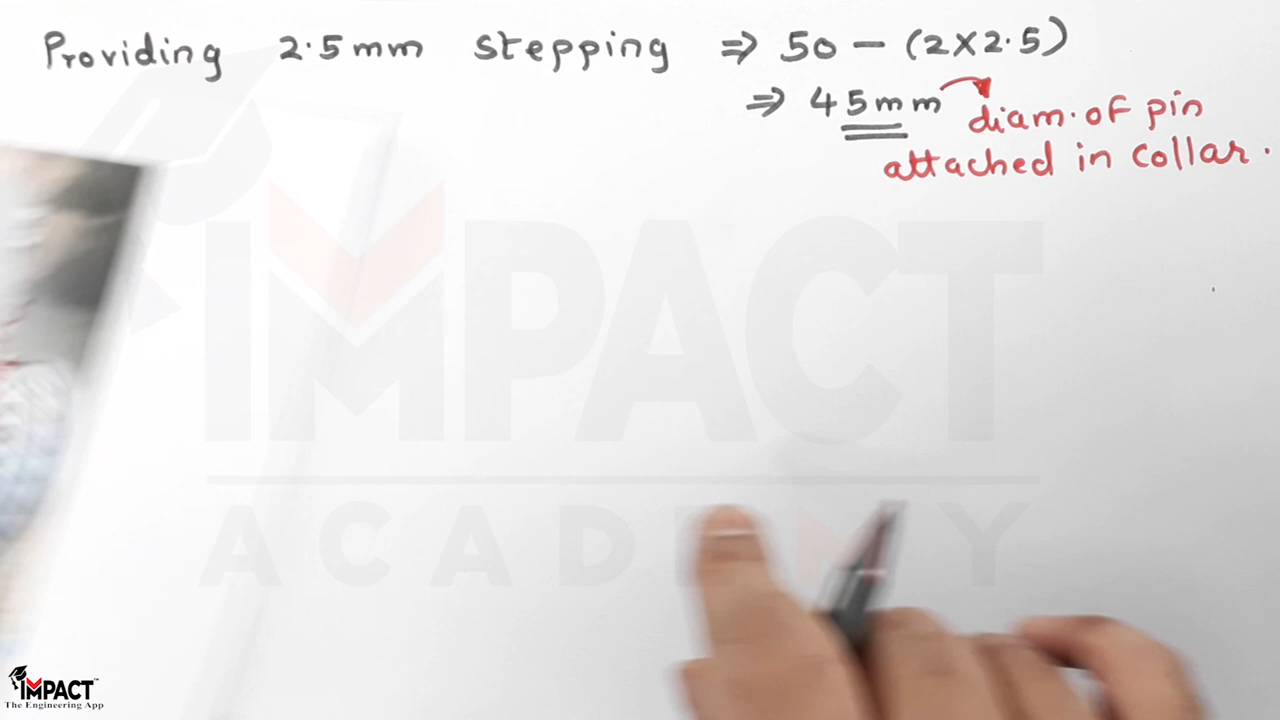 Providing 2.5mm stepping ⇒ 50 - (2×2.5)
⇒ 45mm
diam. of pin
attached in collar.
IMPACT
ACADEMY
IMPACT™
The Engineering App